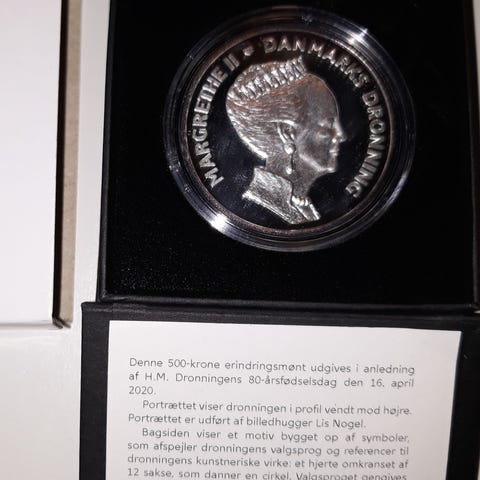 MARGRETHE II ♥ DANMARKS DRONNING
Denne 500-krone erindringsmønt udgives i anledning
af H.M. Dronningens 80-årsfødselsdag den 16. april
2020.
Portrættet viser dronningen i profil vendt mod højre.
Portrættet er udført af billedhugger Lis Nogel.
Bagsiden viser et motiv bygget op af symboler,
som afspejler dronningens valgsprog og referencer til
dronningens kunstneriske virke: et hjerte omkranset af
12 sakse, som danner en cirkel. Valgsproget gengives